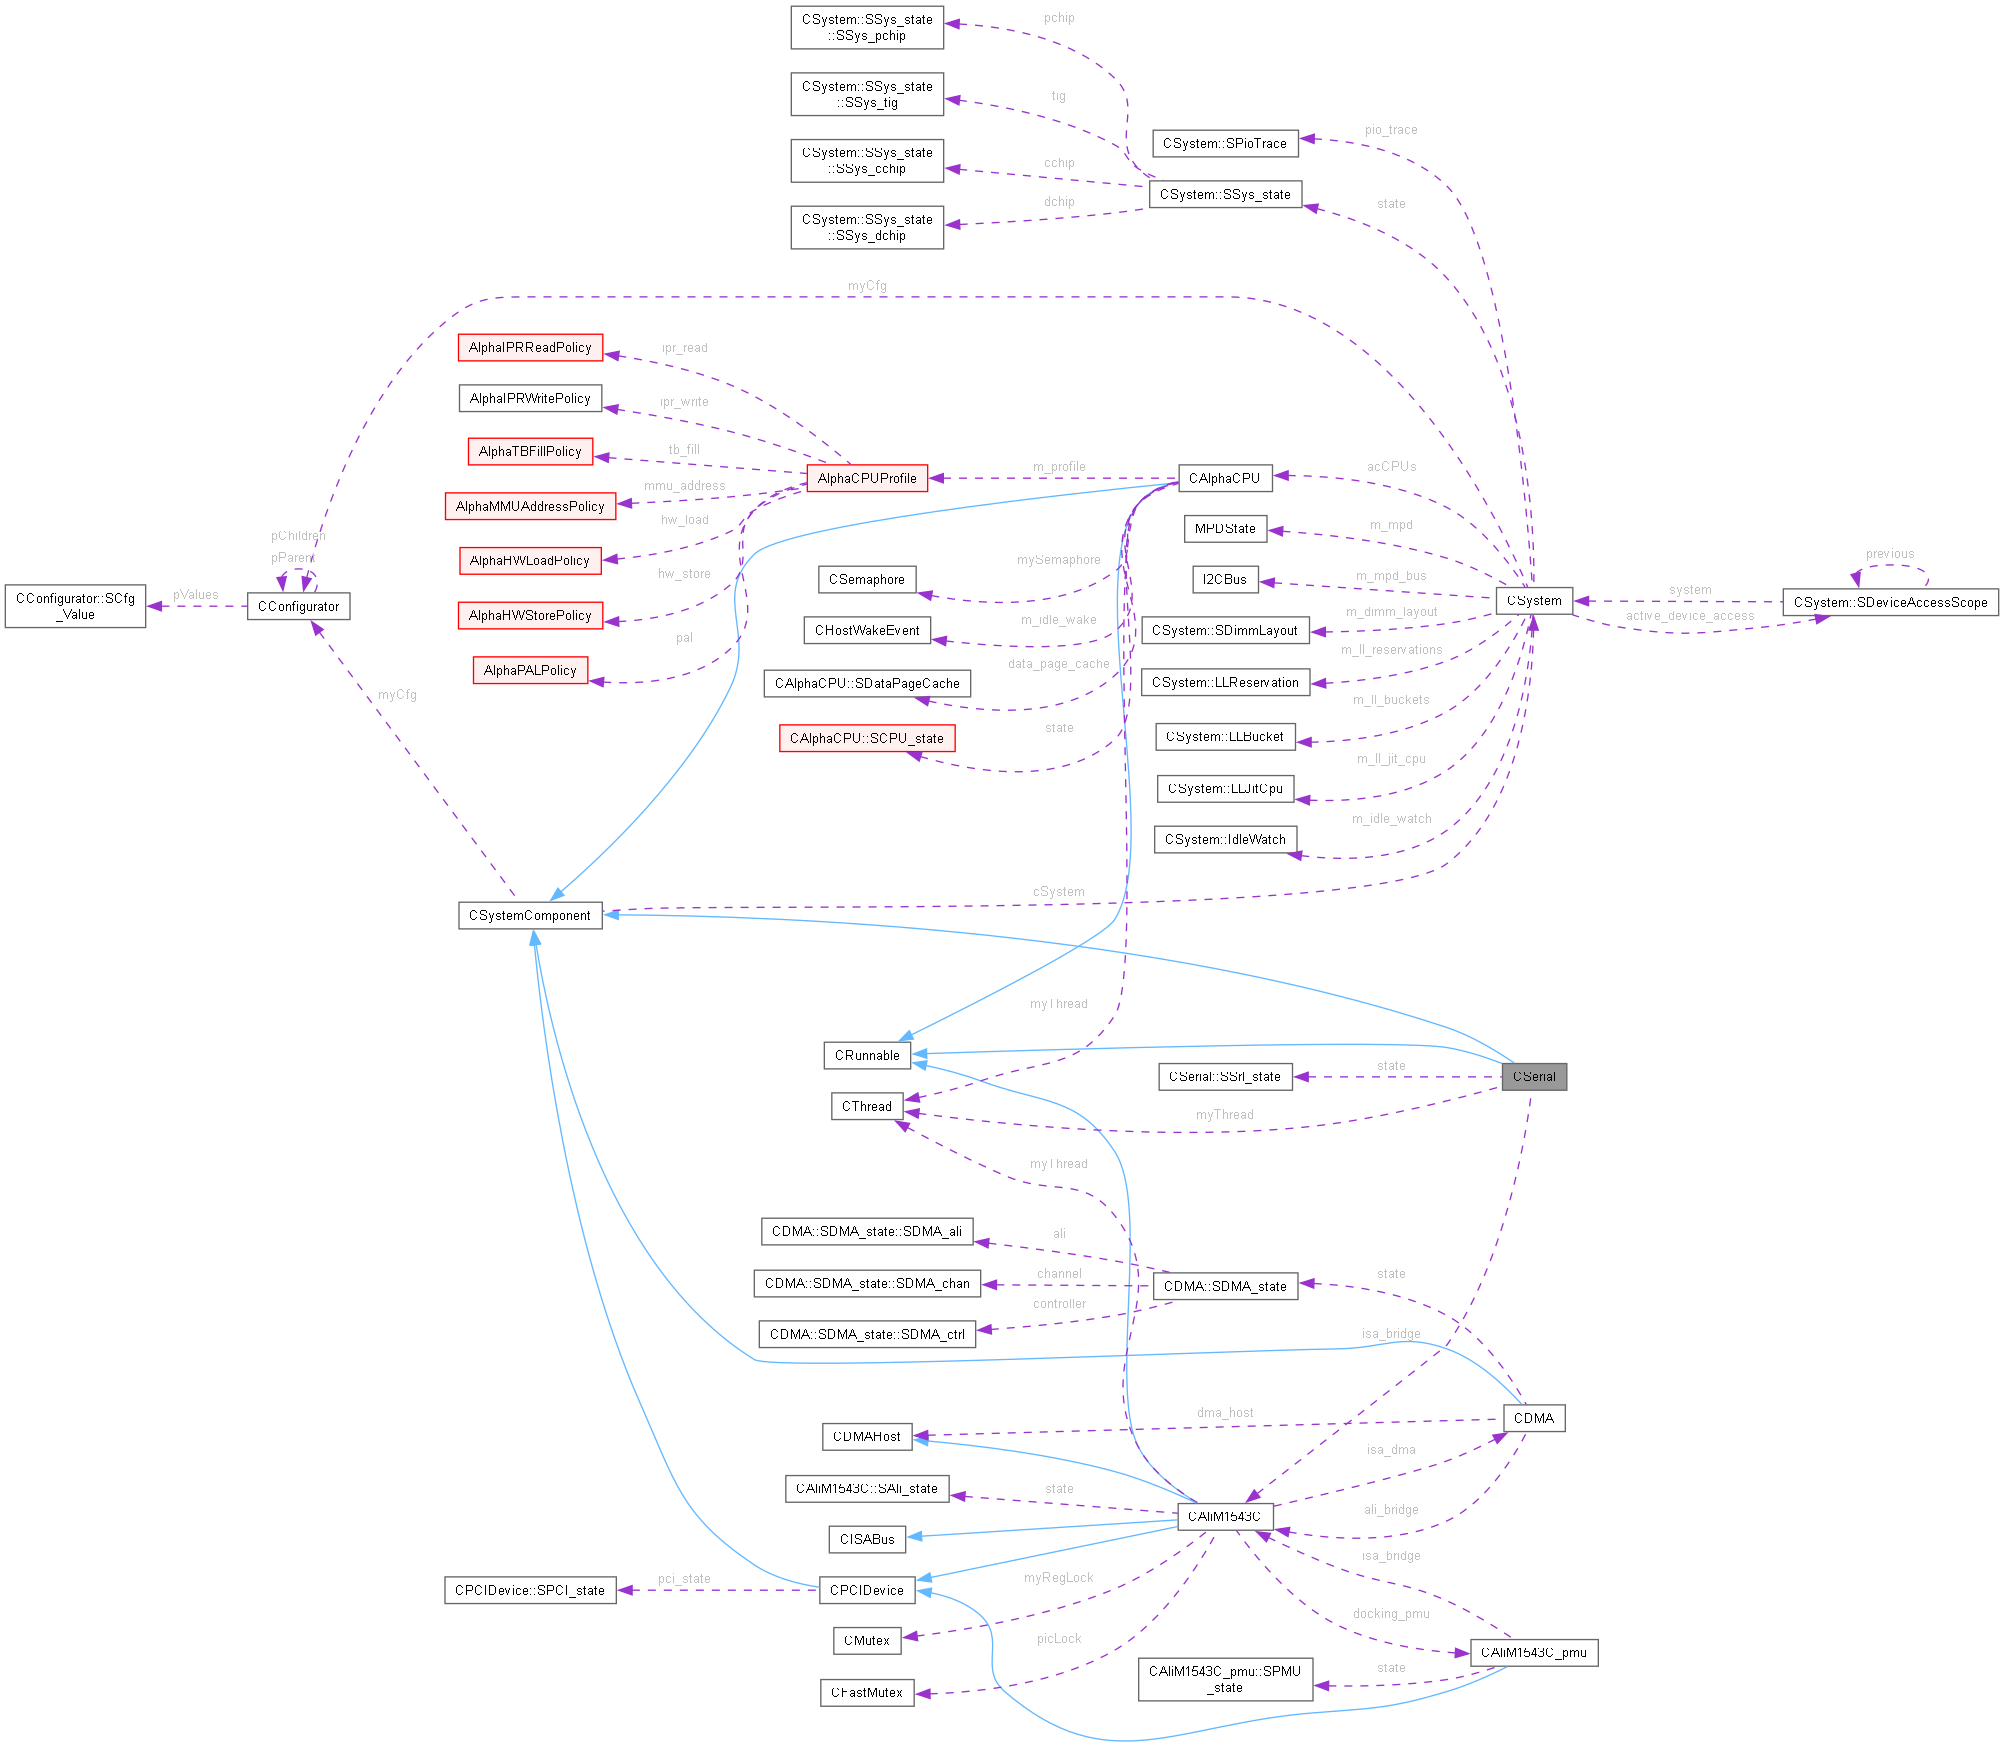 CSystem::SSys_state
::SSys_pchip
pchip
CSystem::SSys_state
::SSys_tig
tig
CSystem::SPioTrace
pio_trace
CSystem::SSys_state
::SSys_cchip
cchip
CSystem::SSys_state
state
CSystem::SSys_state
::SSys_dchip
dchip
myCfg
AlphaIPRReadPolicy
ipr_read
AlphaIPRWritePolicy
ipr_write
AlphaTBFillPolicy
tb_fill
AlphaCPUProfile
m_profile
CAlphaCPU
acCPUs
AlphaMMUAddressPolicy
mmu_address
hw_load
MPDState
m_mpd
pChildren
pParent
AlphaHWLoadPolicy
hw_store
mySemaphore
CSemaphore
I2CBus
m_mpd_bus
previous
CConfigurator::SCfg
_Value
pValues
CConfigurator
AlphaHWStorePolicy
CSystem
system
active_device_access
CSystem::SDeviceAccessScope
CHostWakeEvent
m_idle_wake
CSystem::SDimmLayout
m_dimm_layout
pal
AlphaPALPolicy
data_page_cache
CAlphaCPU::SDataPageCache
CSystem::LLReservation
m_ll_reservations
myCfg
CAlphaCPU::SCPU_state
state
CSystem::LLBucket
m_ll_buckets
CSystem::LLJitCpu
m_ll_jit_cpu
CSystem::IdleWatch
m_idle_watch
cSystem
CSystemComponent
myThread
CRunnable
CSerial::SSrl_state
state
CSerial
CThread
myThread
myThread
CDMA::SDMA_state::SDMA_ali
ali
CDMA::SDMA_state::SDMA_chan
channel
CDMA::SDMA_state
state
CDMA::SDMA_state::SDMA_ctrl
controller
isa_bridge
CDMAHost
dma_host
CDMA
isa_dma
CAliM1543C::SAli_state
state
CAliM1543C
ali_bridge
CISABus
isa_bridge
CPCIDevice::SPCI_state
pci_state
CPCIDevice
myRegLock
docking_pmu
CMutex
picLock
CAliM1543C_pmu
CAliM1543C_pmu::SPMU
_state
state
CFastMutex